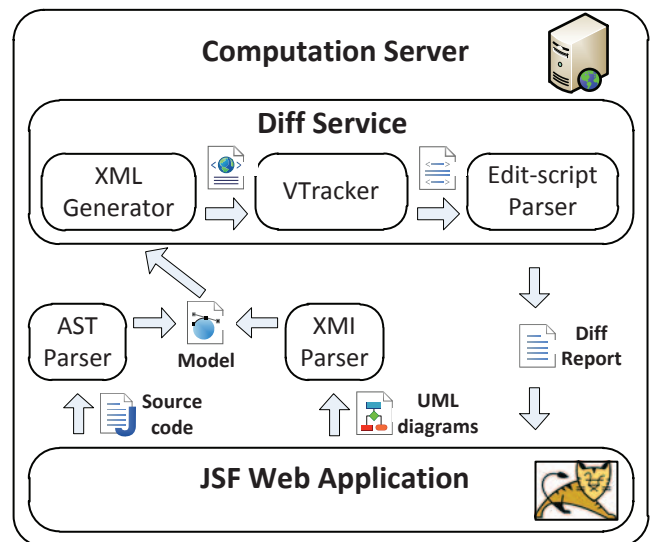 Computation Server
Diff Service
XML
Generator
VTracker
Edit-script
Parser
AST
Parser
Model
XMI
Parser
Diff
Report
Source
code
UML
diagrams
JSF Web Application